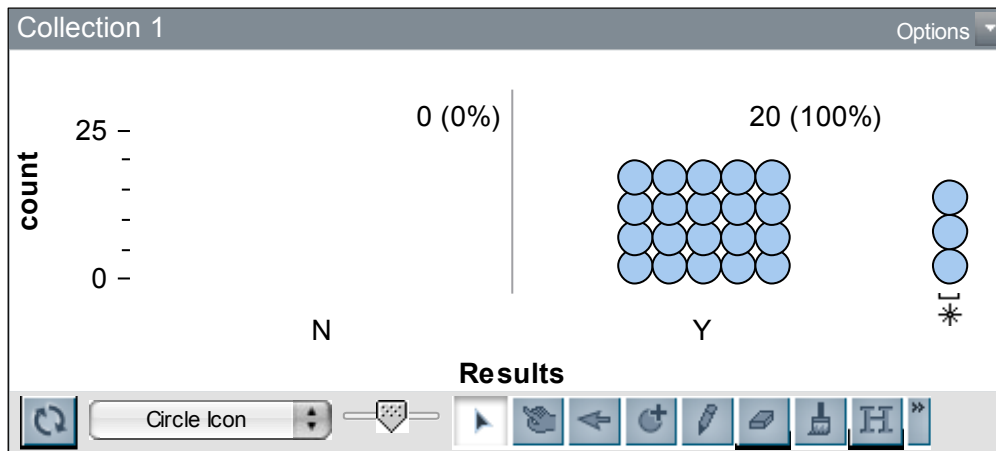 Collection 1 Options
0 (0%) 20 (100%)
25
count
0
N Y
Results
Circle Icon